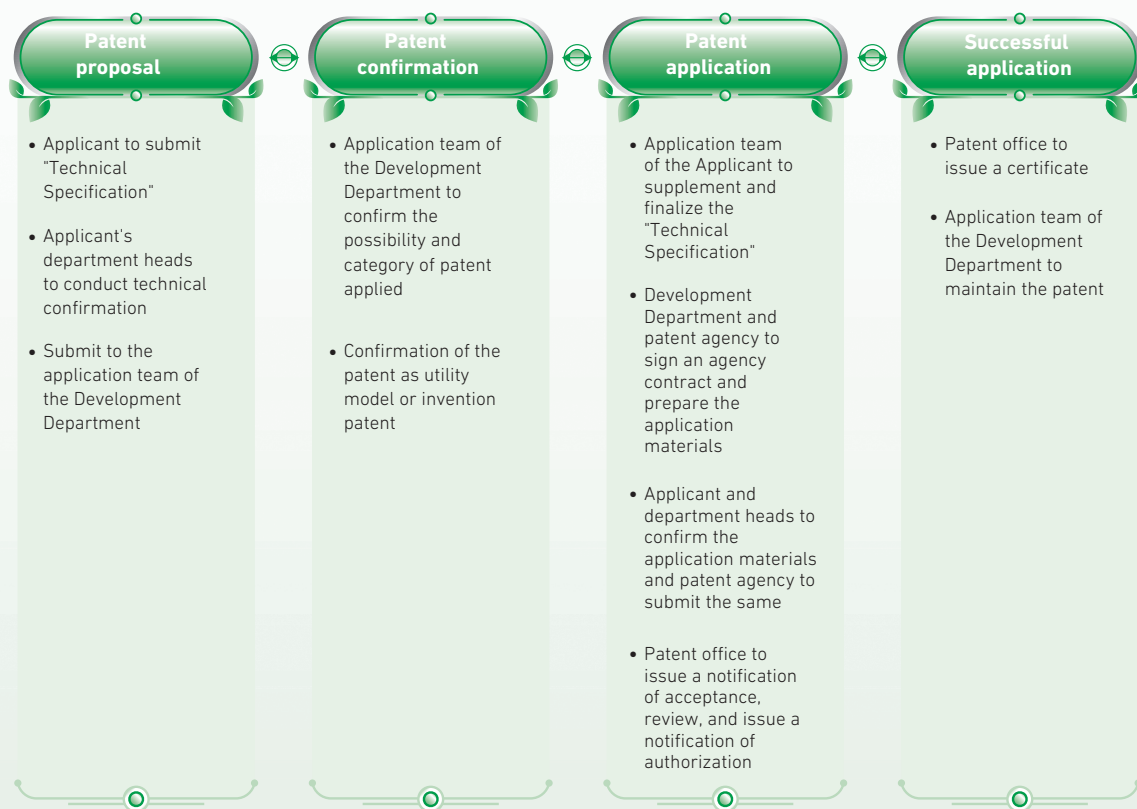 Patent
proposal
• Applicant to submit
"Technical
Specification"
• Applicant's
department heads
to conduct technical
confirmation
• Submit to the
application team of
the Development
Department
Patent
confirmation
• Application team of
the Development
Department to
confirm the
possibility and
category of patent
applied
• Confirmation of the
patent as utility
model or invention
patent
Patent
application
• Application team
of the Applicant to
supplement and
finalize the
"Technical
Specification"
• Development
Department and
patent agency to
sign an agency
contract and
prepare the
application
materials
• Applicant and
department heads to
confirm the
application materials
and patent agency to
submit the same
• Patent office to
issue a notification
of acceptance,
review, and issue a
notification of
authorization
Successful
application
• Patent office to
issue a certificate
• Application team of
the Development
Department to
maintain the patent